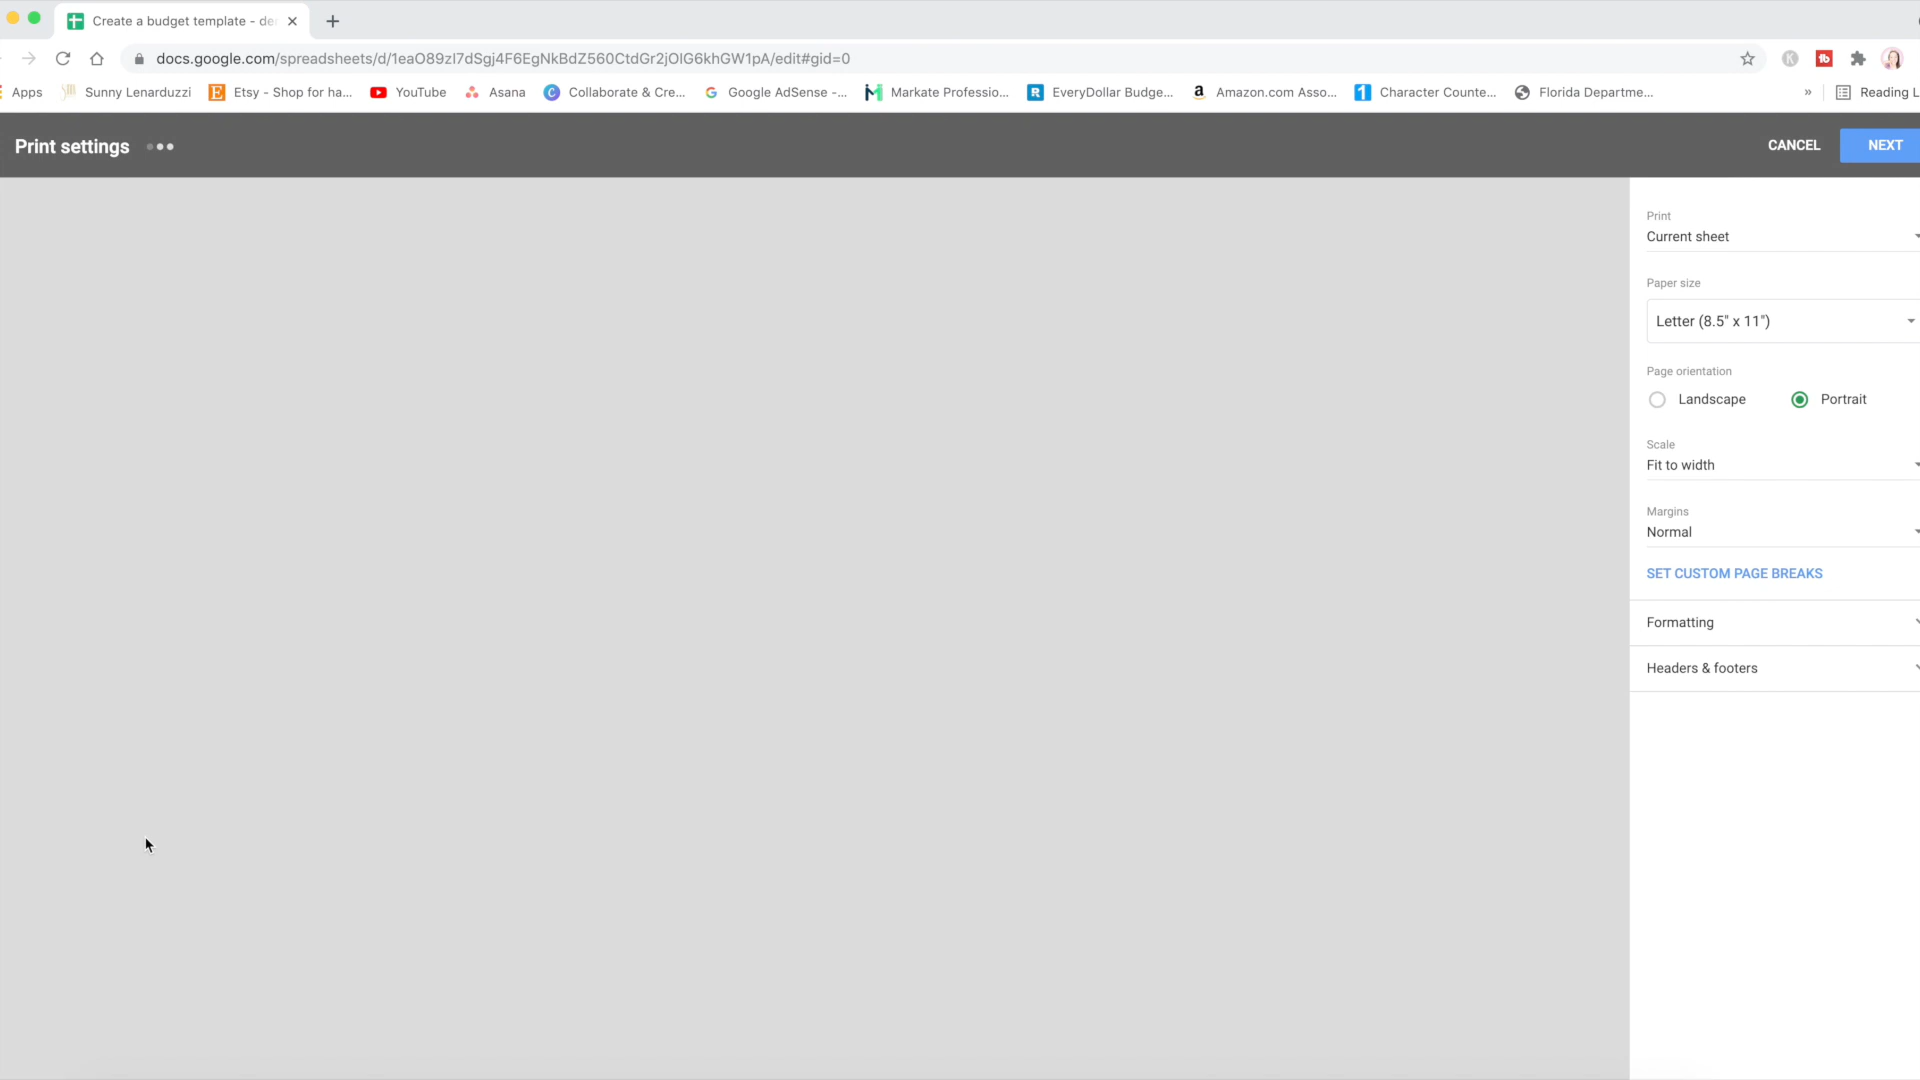 Create a budget template - de
docs.google.com/spreadsheets/d/1eaO89zI7dSgj4F6EgNkBdZ560CtdGr2jOIG6khGW1pA/edit#gid=0
Apps Sunny Lenarduzzi Etsy - Shop for ha... YouTube Asana Collaborate & Cre... Google AdSense -... Markate Professio... EveryDollar Budge... Amazon.com Asso... Character Counte... Florida Departme... » Reading L
Print settings CANCEL NEXT
Print
Current sheet
Paper size
Letter (8.5" x 11")
Page orientation
Landscape Portrait
Scale
Fit to width
Margins
Normal
SET CUSTOM PAGE BREAKS
Formatting
Headers & footers